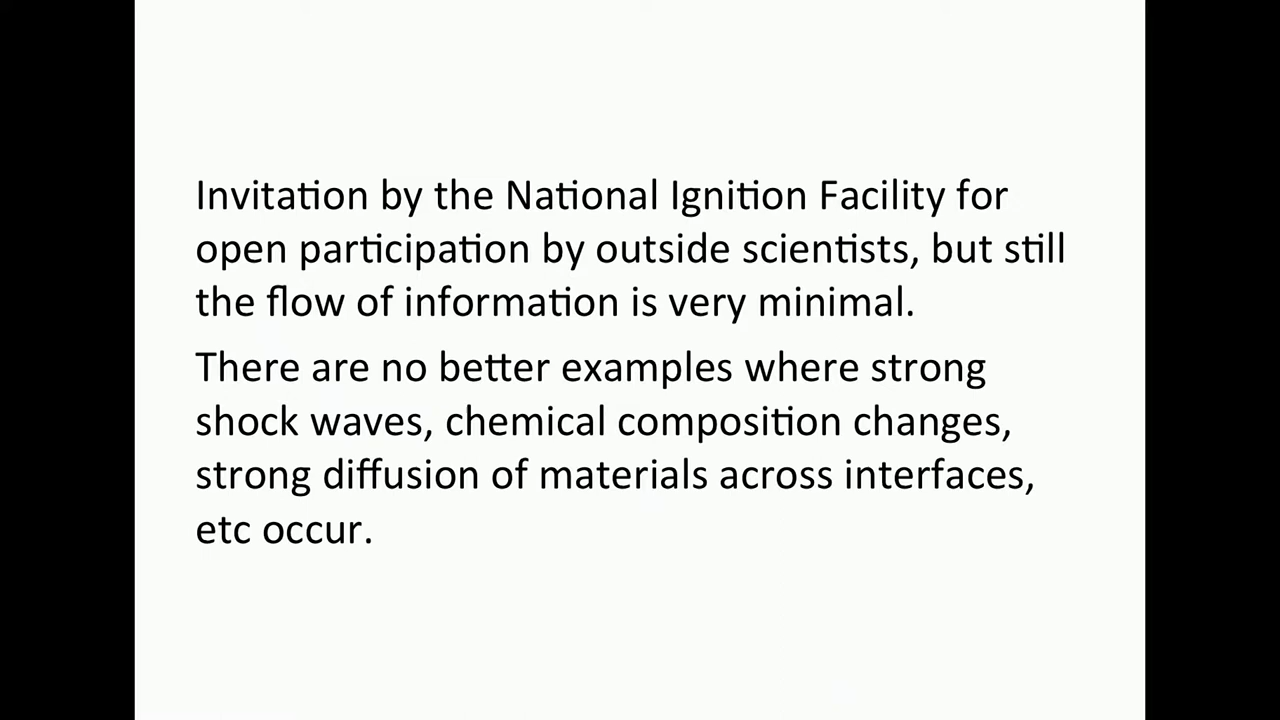 Invitation by the National Ignition Facility for
open participation by outside scientists, but still
the flow of information is very minimal.
There are no better examples where strong
shock waves, chemical composition changes,
strong diffusion of materials across interfaces,
etc occur.